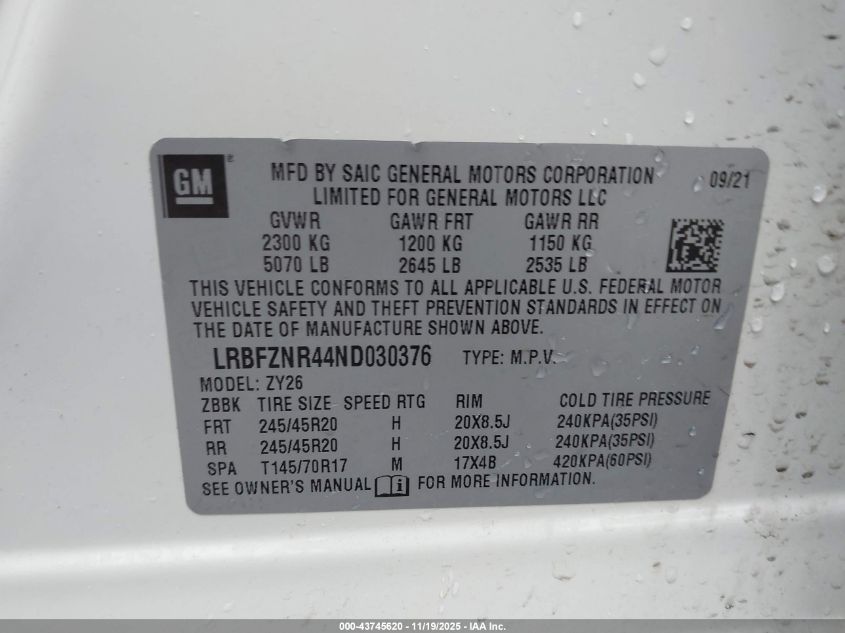 GM ®
MFD BY SAIC GENERAL MOTORS CORPORATION 09/21
LIMITED FOR GENERAL MOTORS LLC
GVWR GAWR FRT GAWR RR
2300 KG 1200 KG 1150 KG
5070 LB 2645 LB 2535 LB
THIS VEHICLE CONFORMS TO ALL APPLICABLE U.S. FEDERAL MOTOR
VEHICLE SAFETY AND THEFT PREVENTION STANDARDS IN EFFECT ON
THE DATE OF MANUFACTURE SHOWN ABOVE.
LRBFZNR44ND030376 TYPE: M.P.V.
MODEL: ZY26
ZBBK TIRE SIZE SPEED RTG RIM COLD TIRE PRESSURE
FRT 245/45R20 H 20X8.5J 240KPA(35PSI)
RR 245/45R20 H 20X8.5J 240KPA(35PSI)
SPA T145/70R17 M 17X4B 420KPA(60PSI)
SEE OWNER'S MANUAL i FOR MORE INFORMATION.
000-43745620 - 11/19/2025 - IAA Inc.